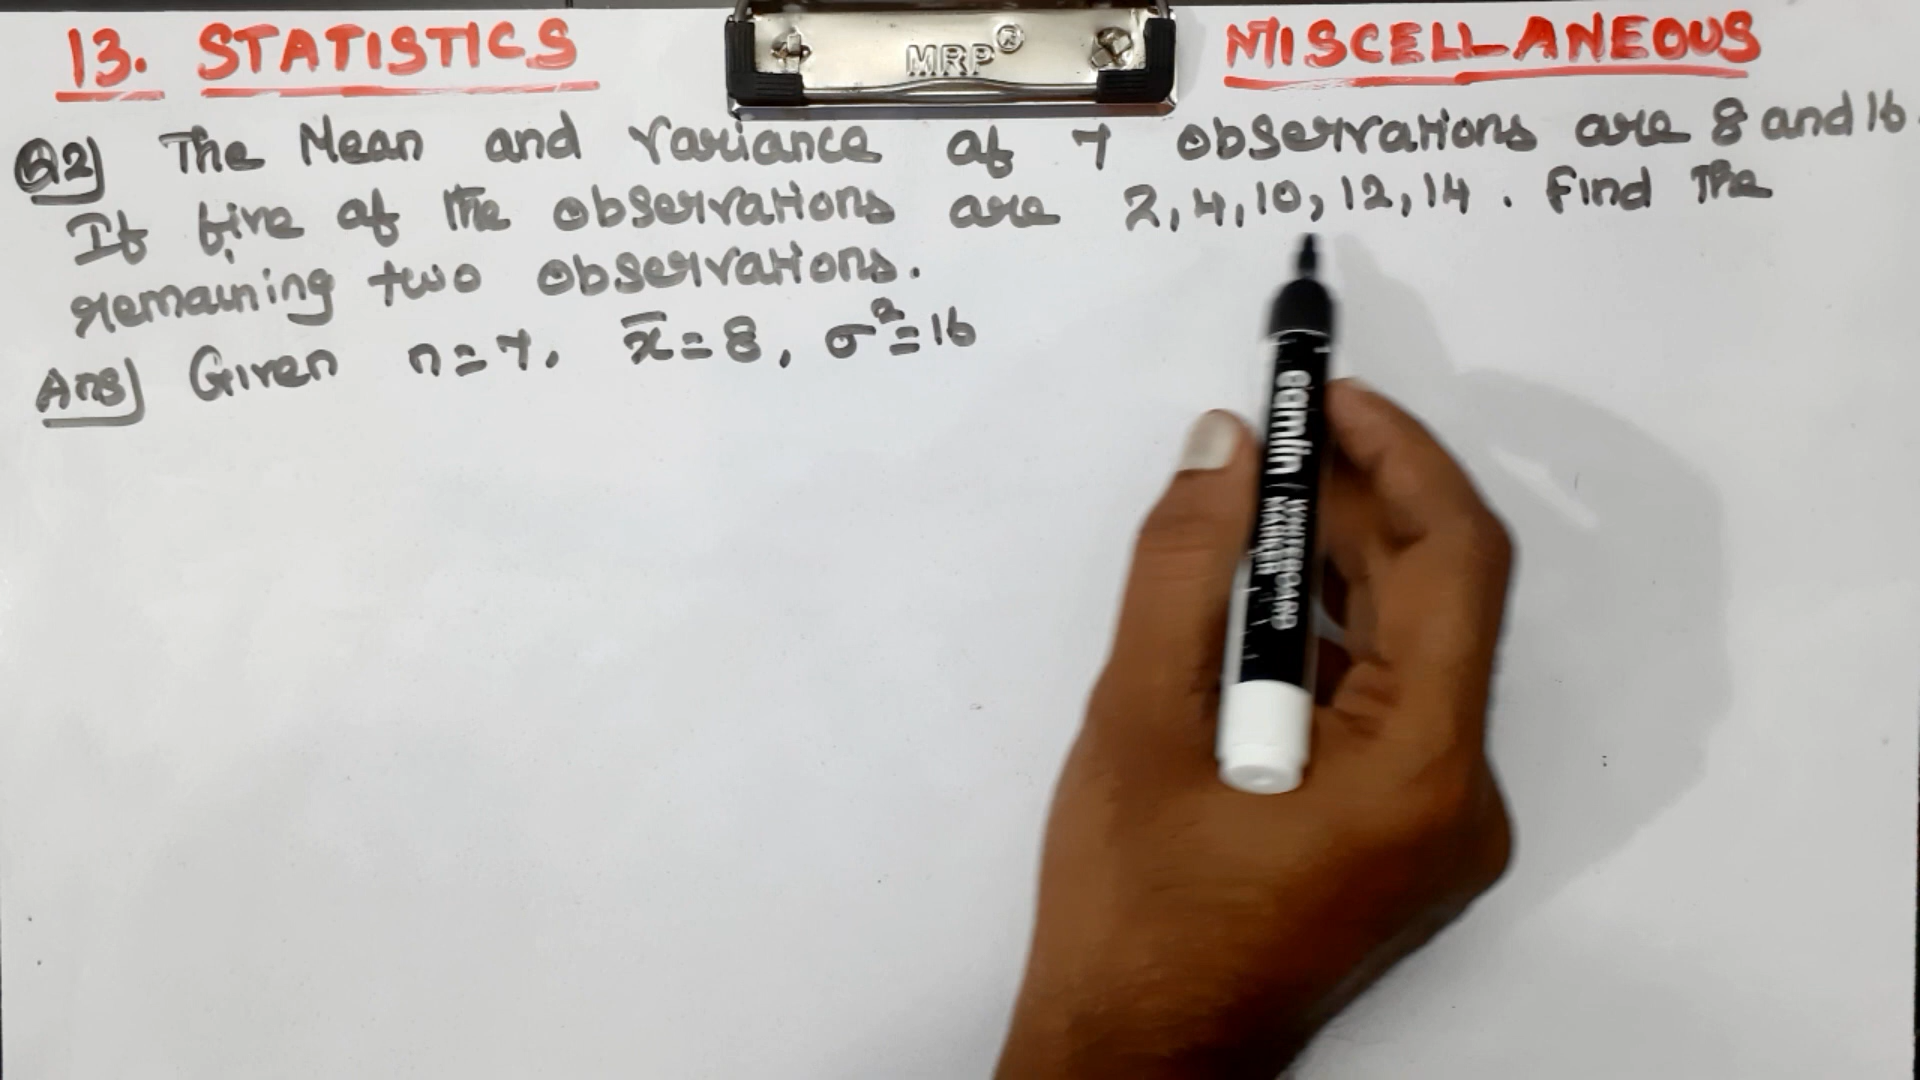 13. STATISTICS
MRP®
MISCELLANEOUS
Q2) The Mean and Variance of 7 observations are 8 and 16.
If five of the observations are 2, 4, 10, 12, 14. Find the
remaining two observations.
Ans) Given n=7, x̄=8, σ²=16
camlin
WHITEBOARD
MARKER